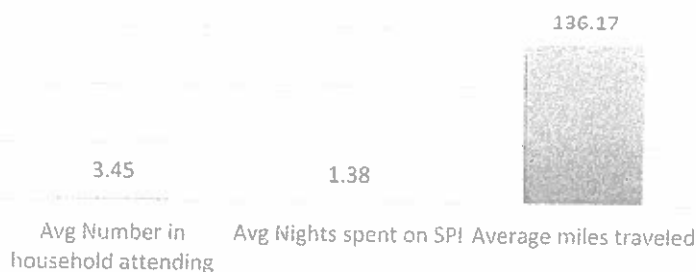 136.17
3.45
1.38
Avg Number in
household attending
Avg Nights spent on SPI
Average miles traveled